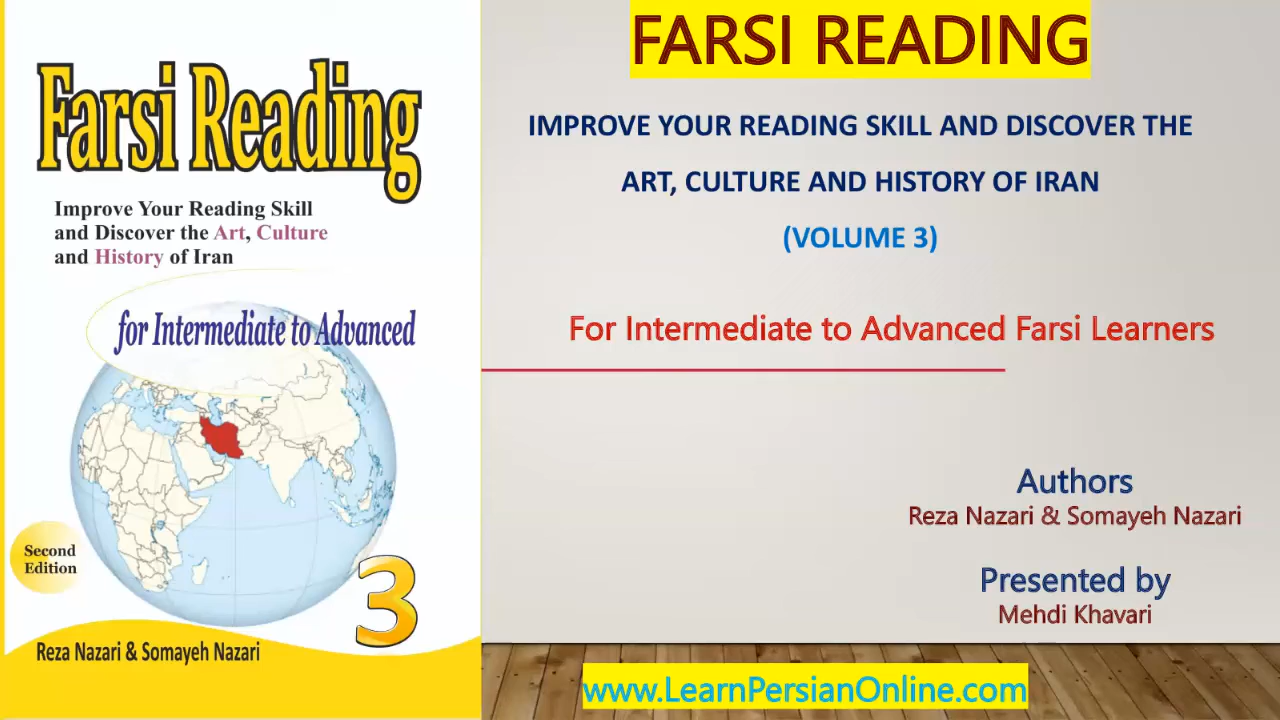 Farsi Reading
Improve Your Reading Skill
and Discover the Art, Culture
and History of Iran
for Intermediate to Advanced
Second
Edition
3
Reza Nazari & Somayeh Nazari
FARSI READING
IMPROVE YOUR READING SKILL AND DISCOVER THE
ART, CULTURE AND HISTORY OF IRAN
(VOLUME 3)
For Intermediate to Advanced Farsi Learners
Authors
Reza Nazari & Somayeh Nazari
Presented by
Mehdi Khavari
www.LearnPersianOnline.com